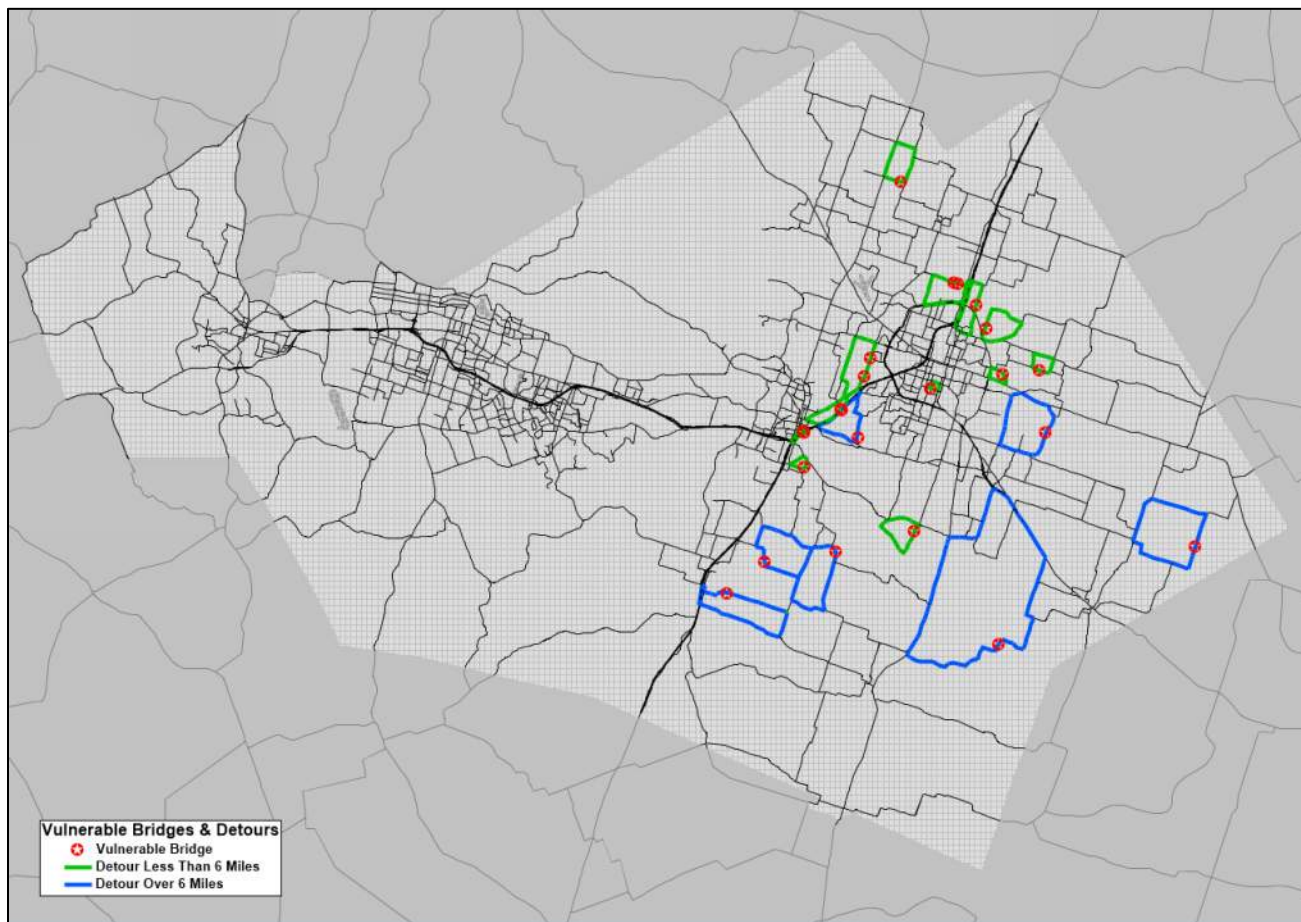 Vulnerable Bridges & Detours
Vulnerable Bridge
Detour Less Than 6 Miles
Detour Over 6 Miles